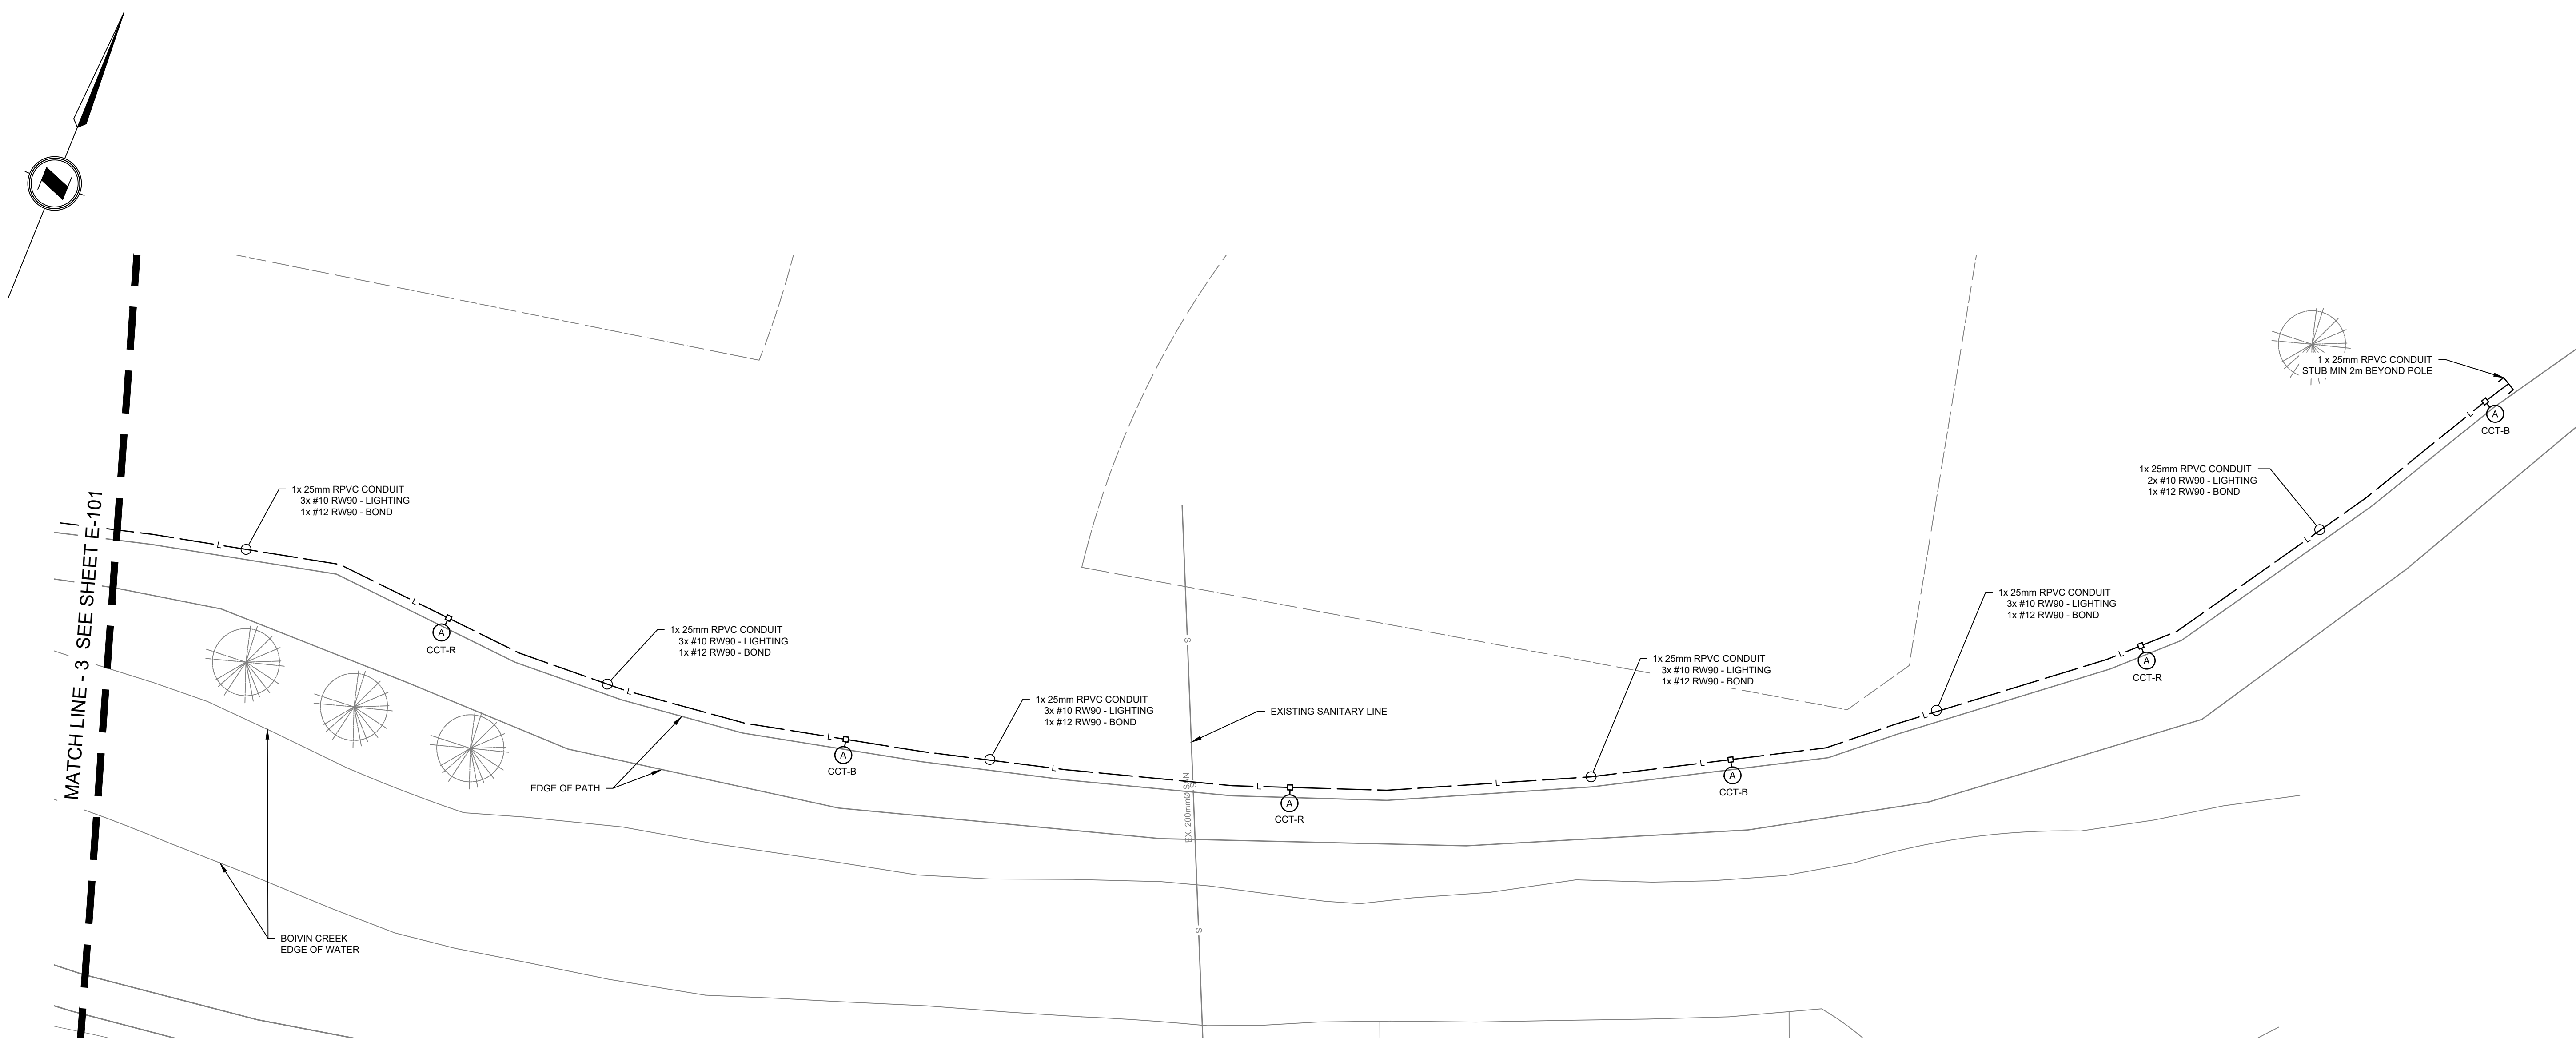 1 x 25mm RPVC CONDUIT
STUB MIN 2m BEYOND POLE
A
CCT-B
1x 25mm RPVC CONDUIT
2x #10 RW90 - LIGHTING
1x #12 RW90 - BOND
L
L
MATCH LINE - 3 SEE SHEET E-101
1x 25mm RPVC CONDUIT
3x #10 RW90 - LIGHTING
1x #12 RW90 - BOND
L
L
A
CCT-R
1x 25mm RPVC CONDUIT
3x #10 RW90 - LIGHTING
1x #12 RW90 - BOND
L
L
A
CCT-B
1x 25mm RPVC CONDUIT
3x #10 RW90 - LIGHTING
1x #12 RW90 - BOND
L
S
EXISTING SANITARY LINE
S
EX. 200mmØ SAN
L
A
CCT-R
L
1x 25mm RPVC CONDUIT
3x #10 RW90 - LIGHTING
1x #12 RW90 - BOND
L
A
CCT-B
1x 25mm RPVC CONDUIT
3x #10 RW90 - LIGHTING
1x #12 RW90 - BOND
L
L
A
CCT-R
EDGE OF PATH
S
BOIVIN CREEK
EDGE OF WATER